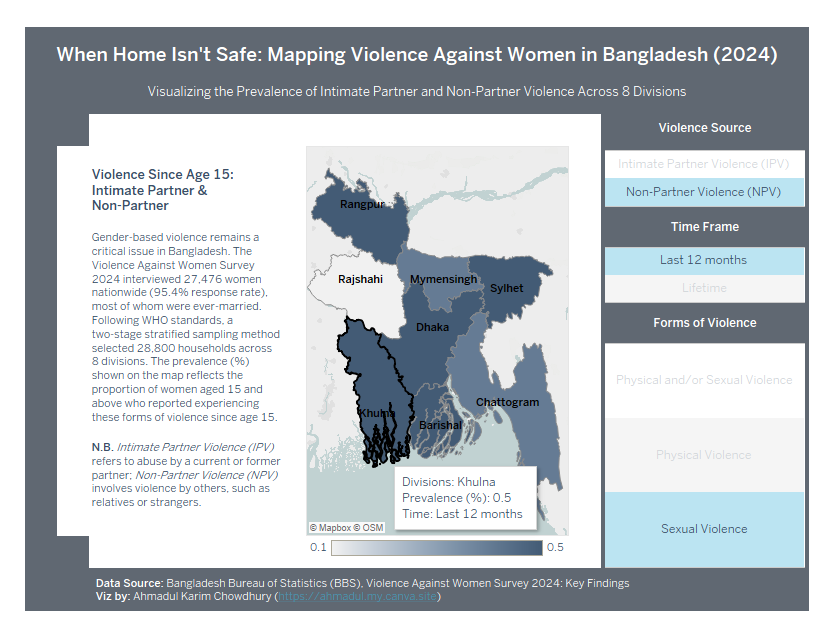 When Home Isn't Safe: Mapping Violence Against Women in Bangladesh (2024)
Visualizing the Prevalence of Intimate Partner and Non-Partner Violence Across 8 Divisions
Violence Since Age 15:
Intimate Partner &
Non-Partner
Gender-based violence remains a
critical issue in Bangladesh. The
Violence Against Women Survey
2024 interviewed 27,476 women
nationwide (95.4% response rate),
most of whom were ever-married.
Following WHO standards, a
two-stage stratified sampling method
selected 28,800 households across
8 divisions. The prevalence (%)
shown on the map reflects the
proportion of women aged 15 and
above who reported experiencing
these forms of violence since age 15.
N.B. Intimate Partner Violence (IPV)
refers to abuse by a current or former
partner; Non-Partner Violence (NPV)
involves violence by others, such as
relatives or strangers.
Rangpur
Rajshahi
Mymensingh
Sylhet
Dhaka
Khulna
Barishal
Chattogram
Divisions: Khulna
Prevalence (%): 0.5
Time: Last 12 months
© Mapbox © OSM
0.1
0.5
Violence Source
Intimate Partner Violence (IPV)
Non-Partner Violence (NPV)
Time Frame
Last 12 months
Lifetime
Forms of Violence
Physical and/or Sexual Violence
Physical Violence
Sexual Violence
Data Source: Bangladesh Bureau of Statistics (BBS), Violence Against Women Survey 2024: Key Findings
Viz by: Ahmadul Karim Chowdhury (https://ahmadul.my.canva.site)